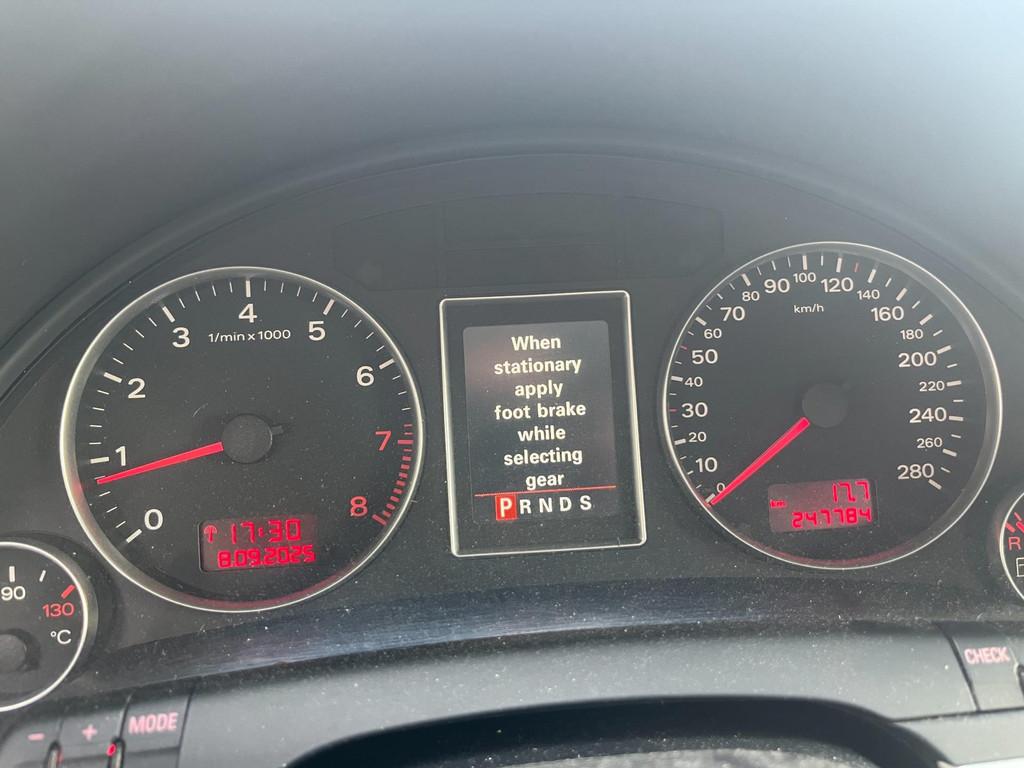 1/min x 1000
0
1
2
3
4
5
6
7
8
17:30
8.09.2025
When
stationary
apply
foot brake
while
selecting
gear
P R N D S
km/h
0
10
20
30
40
50
60
70
80
90
100
120
140
160
180
200
220
240
260
280
17.7
km
247784
90
130
°C
R
- + MODE
CHECK